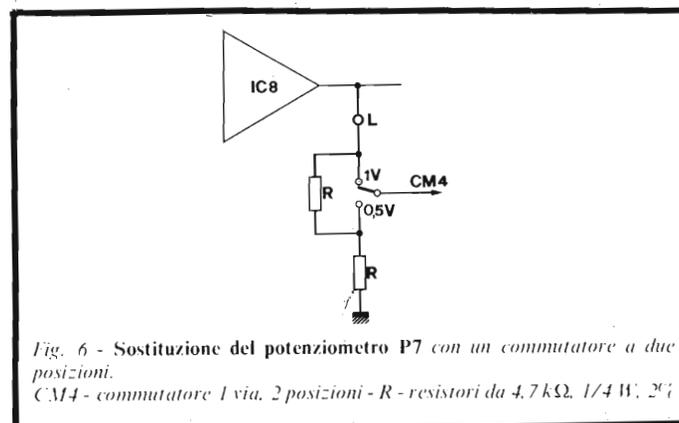 IC8
L
1V
CM4
R
0,5V
R
Fig. 6 - Sostituzione del potenziometro P7 con un commutatore a due
posizioni.
CM4 - commutatore 1 via, 2 posizioni - R - resistori da 4,7 kΩ, 1/4 W, 2%